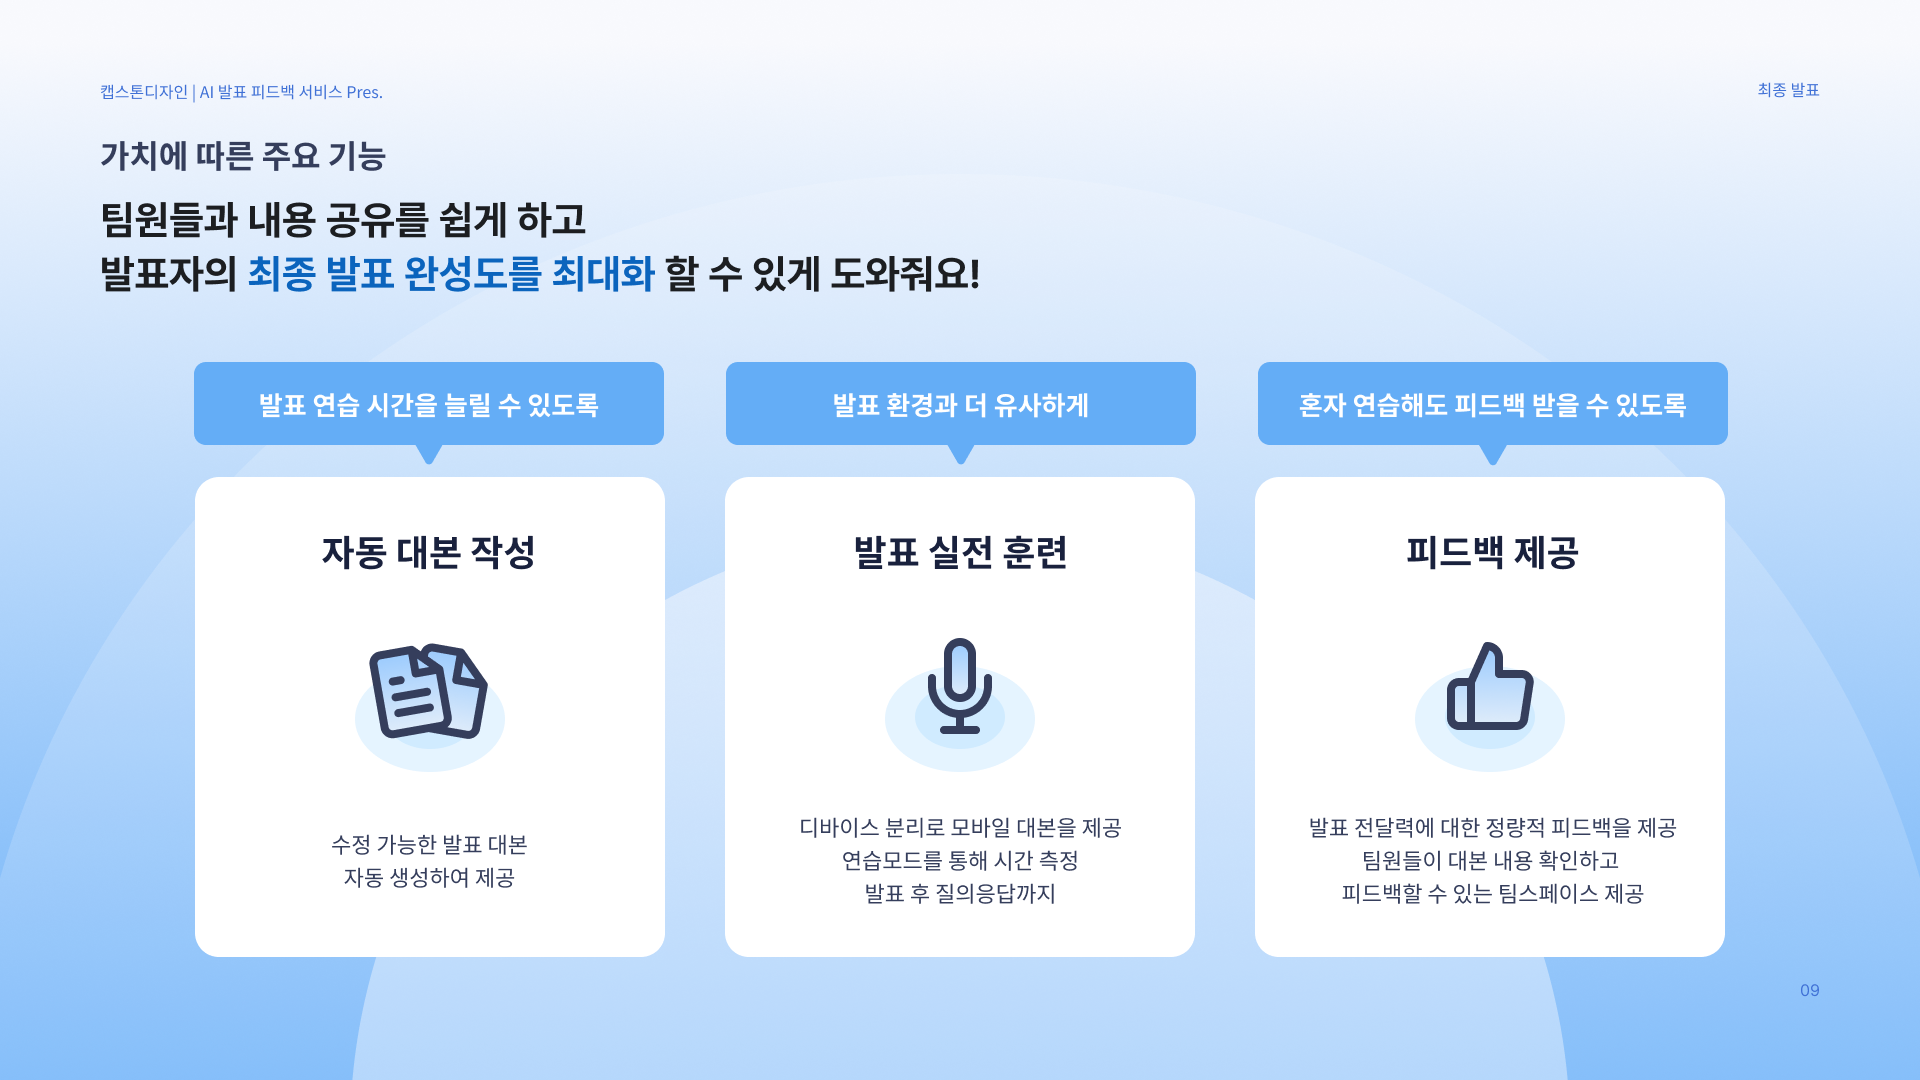 캡스톤디자인 | AI 발표 피드백 서비스 Pres.
최종 발표
가치에 따른 주요 기능
팀원들과 내용 공유를 쉽게 하고
발표자의 최종 발표 완성도를 최대화 할 수 있게 도와줘요!
발표 연습 시간을 늘릴 수 있도록
자동 대본 작성
수정 가능한 발표 대본
자동 생성하여 제공
발표 환경과 더 유사하게
발표 실전 훈련
디바이스 분리로 모바일 대본을 제공
연습모드를 통해 시간 측정
발표 후 질의응답까지
혼자 연습해도 피드백 받을 수 있도록
피드백 제공
발표 전달력에 대한 정량적 피드백을 제공
팀원들이 대본 내용 확인하고
피드백할 수 있는 팀스페이스 제공
09